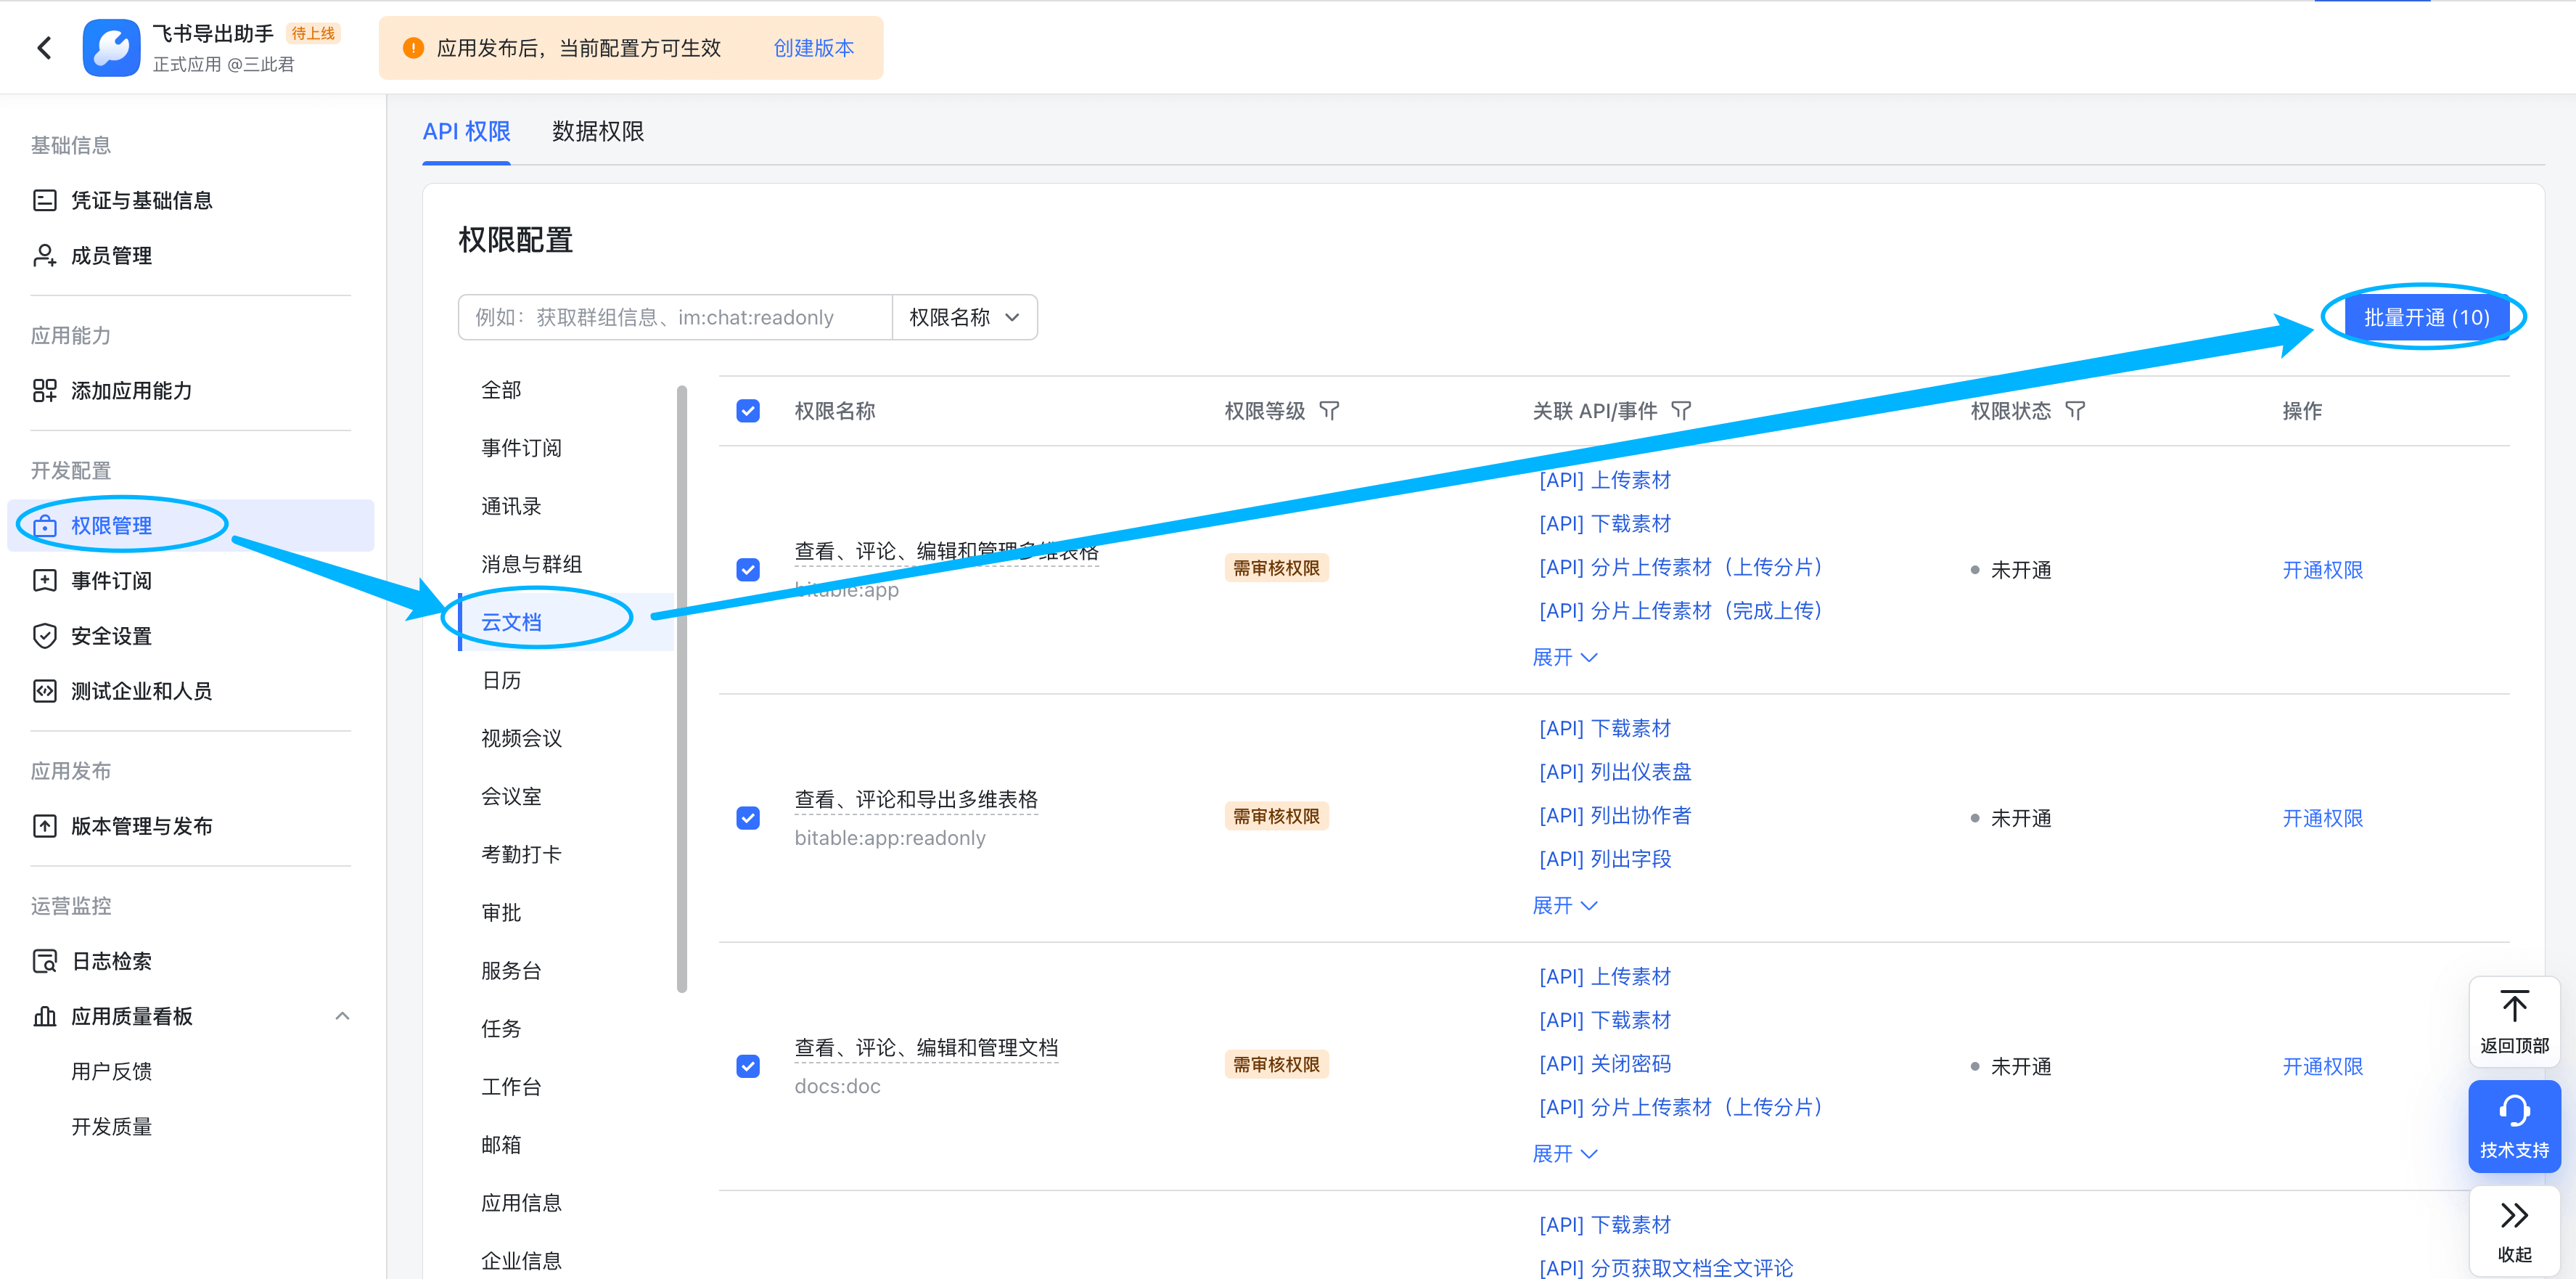 飞书导出助手 待上线
正式应用 @三此君
应用发布后，当前配置方可生效 创建版本
基础信息
凭证与基础信息
成员管理
应用能力
添加应用能力
开发配置
权限管理
事件订阅
安全设置
测试企业和人员
应用发布
版本管理与发布
运营监控
日志检索
应用质量看板
用户反馈
开发质量
API 权限 数据权限
权限配置
例如：获取群组信息、im:chat:readonly 权限名称
批量开通 (10)
全部
事件订阅
通讯录
消息与群组
云文档
日历
视频会议
会议室
考勤打卡
审批
服务台
任务
工作台
邮箱
应用信息
企业信息
权限名称 权限等级 关联 API/事件 权限状态 操作
查看、评论、编辑和管理多维表格
bitable:app
需审核权限
[API] 上传素材
[API] 下载素材
[API] 分片上传素材（上传分片）
[API] 分片上传素材（完成上传）
展开
未开通
开通权限
查看、评论和导出多维表格
bitable:app:readonly
需审核权限
[API] 下载素材
[API] 列出仪表盘
[API] 列出协作者
[API] 列出字段
展开
未开通
开通权限
查看、评论、编辑和管理文档
docs:doc
需审核权限
[API] 上传素材
[API] 下载素材
[API] 关闭密码
[API] 分片上传素材（上传分片）
展开
未开通
开通权限
[API] 下载素材
[API] 分页获取文档全文评论
返回顶部
技术支持
收起